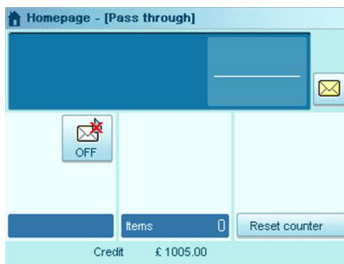 Homepage - [Pass through]
OFF
Items 0 Reset counter
Credit £ 1005.00